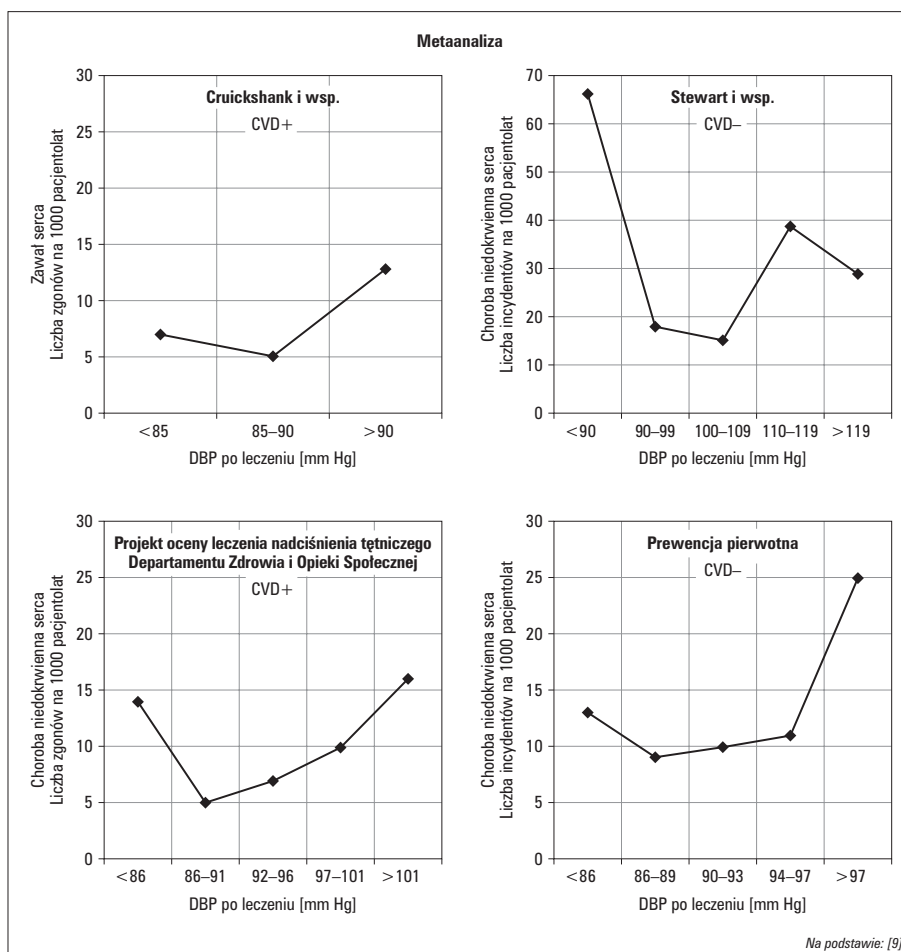 Metaanaliza
Cruickshank i wsp.
CVD+
Zawał serca
Liczba zgonów na 1000 pacjentolat
30
25
20
15
10
5
0
<85
85–90
>90
DBP po leczeniu [mm Hg]
Stewart i wsp.
CVD–
Choroba niedokrwienna serca
Liczba incydentów na 1000 pacjentolat
70
60
50
40
30
20
10
0
<90
90–99
100–109
110–119
>119
DBP po leczeniu [mm Hg]
Projekt oceny leczenia nadciśnienia tętniczego
Departamentu Zdrowia i Opieki Społecznej
CVD+
Choroba niedokrwienna serca
Liczba zgonów na 1000 pacjentolat
30
25
20
15
10
5
0
<86
86–91
92–96
97–101
>101
DBP po leczeniu [mm Hg]
Prewencja pierwotna
CVD–
Choroba niedokrwienna serca
Liczba incydentów na 1000 pacjentolat
30
25
20
15
10
5
0
<86
86–89
90–93
94–97
>97
DBP po leczeniu [mm Hg]
Na podstawie: [9]